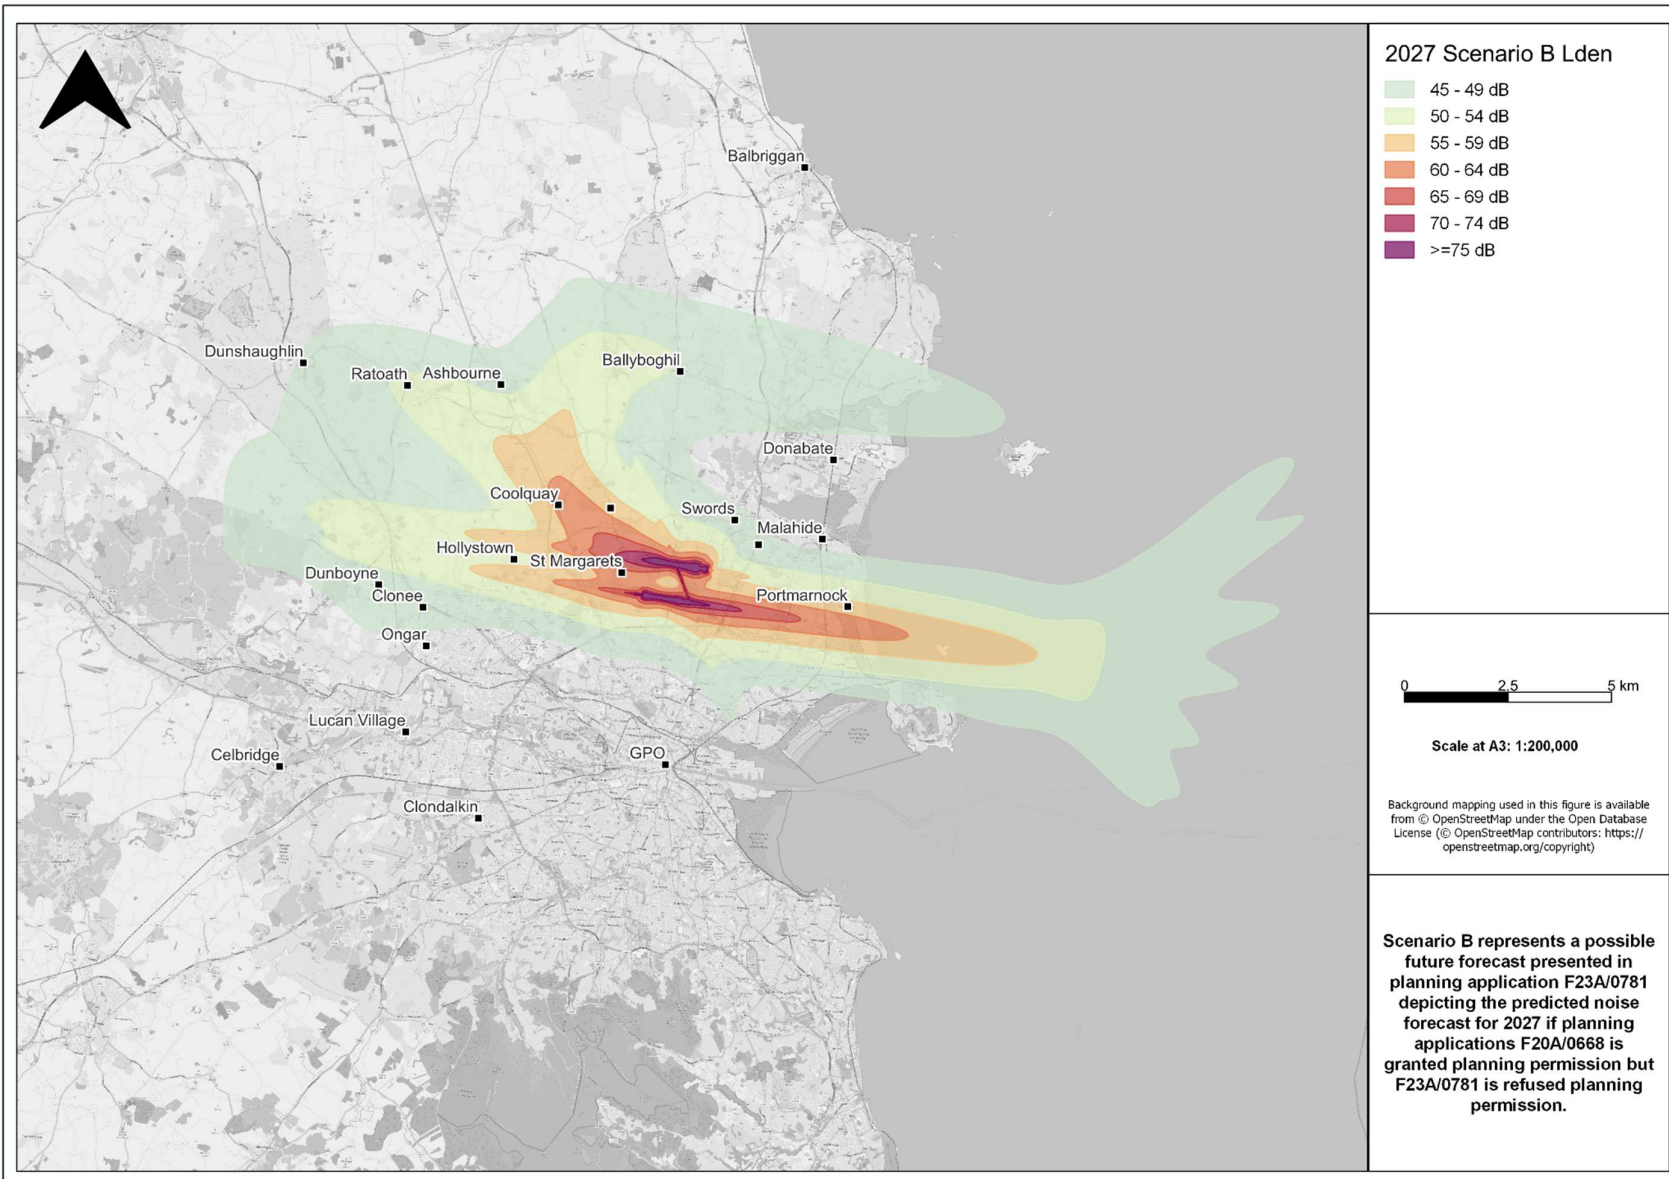 2027 Scenario B Lden
45 - 49 dB
50 - 54 dB
55 - 59 dB
60 - 64 dB
65 - 69 dB
70 - 74 dB
>=75 dB
Balbriggan
Dunshaughlin
Ratoath
Ashbourne
Ballyboghil
Donabate
Coolquay
Swords
Malahide
Hollystown
St Margarets
Dunboyne
Clonee
Portmarnock
Ongar
Lucan Village
Celbridge
GPO
Clondalkin
0 2.5 5 km
Scale at A3: 1:200,000
Background mapping used in this figure is available
from © OpenStreetMap under the Open Database
License (© OpenStreetMap contributors: https://
openstreetmap.org/copyright)
Scenario B represents a possible
future forecast presented in
planning application F23A/0781
depicting the predicted noise
forecast for 2027 if planning
applications F20A/0668 is
granted planning permission but
F23A/0781 is refused planning
permission.